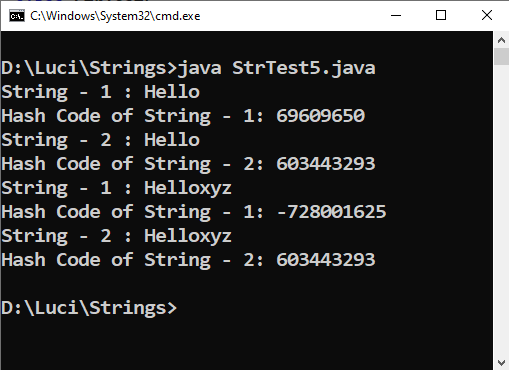 C:\Windows\System32\cmd.exe
D:\Luci\Strings>java StrTest5.java
String - 1 : Hello
Hash Code of String - 1: 69609650
String - 2 : Hello
Hash Code of String - 2: 603443293
String - 1 : Helloxyz
Hash Code of String - 1: -728001625
String - 2 : Helloxyz
Hash Code of String - 2: 603443293
D:\Luci\Strings>